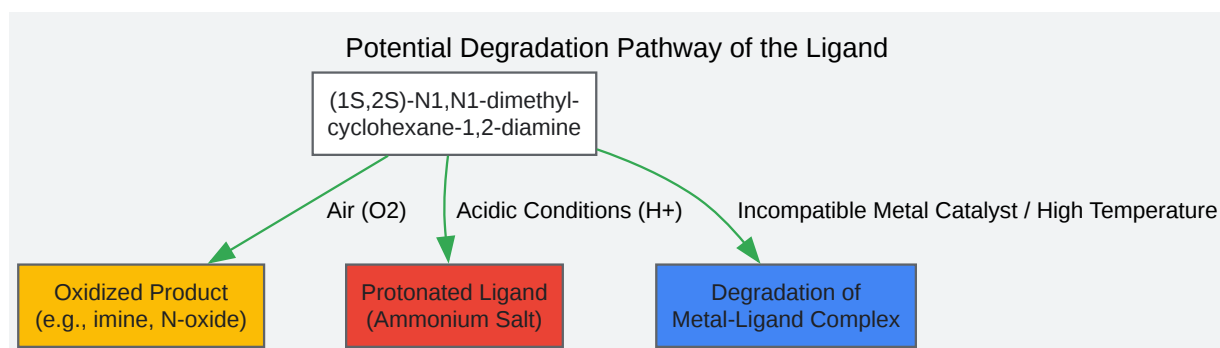 Potential Degradation Pathway of the Ligand
(1S,2S)-N1,N1-dimethyl-
cyclohexane-1,2-diamine
Air (O2)
Acidic Conditions (H+)
Incompatible Metal Catalyst / High Temperature
Oxidized Product
(e.g., imine, N-oxide)
Protonated Ligand
(Ammonium Salt)
Degradation of
Metal-Ligand Complex